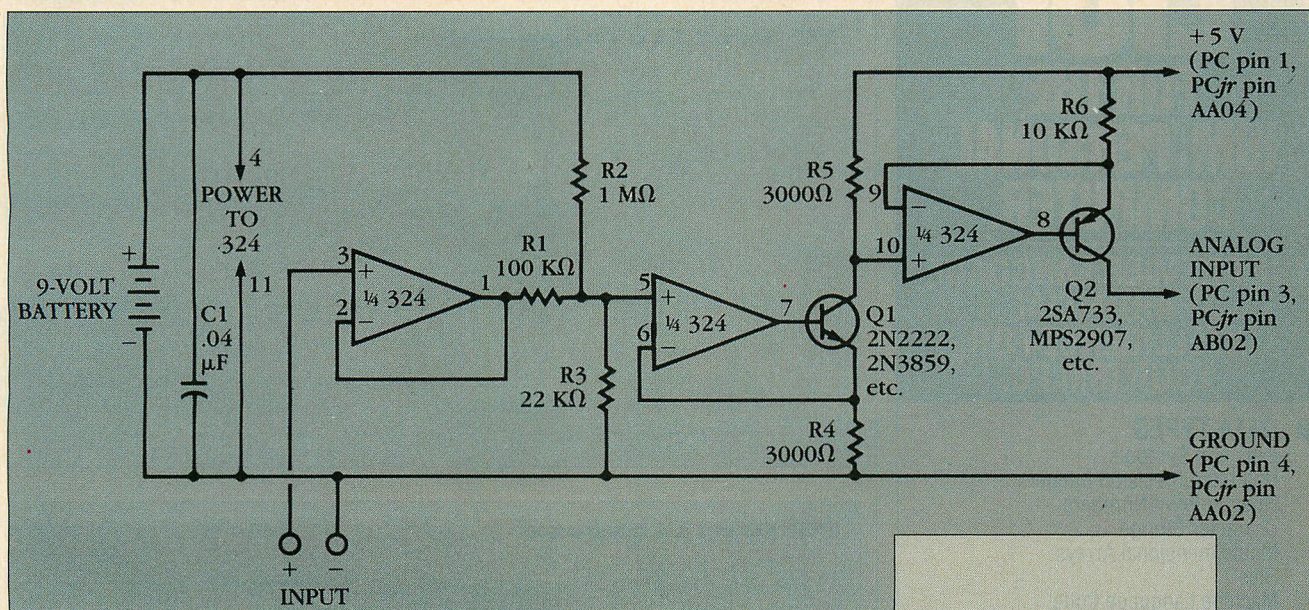 + 5 V
(PC pin 1,
PCjr pin
AA04)
R6
10 KΩ
4
POWER
TO
324
11
R2
1 MΩ
R5
3000Ω
9
−
¼ 324
8
10
+
+
9-VOLT
BATTERY
−
C1
.04
μF
R1
100 KΩ
3
+
¼ 324
1
2
−
5
+
¼ 324
7
6
−
Q1
2N2222,
2N3859,
etc.
Q2
2SA733,
MPS2907,
etc.
ANALOG
INPUT
(PC pin 3,
PCjr pin
AB02)
R3
22 KΩ
R4
3000Ω
GROUND
(PC pin 4,
PCjr pin
AA02)
+ −
INPUT